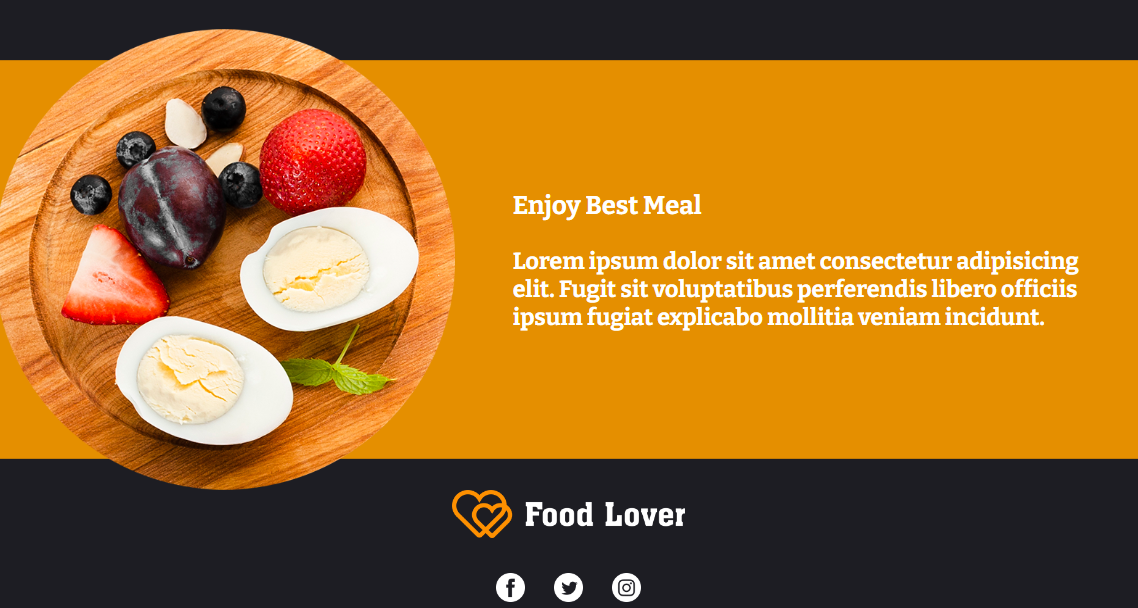 Enjoy Best Meal
Lorem ipsum dolor sit amet consectetur adipisicing
elit. Fugit sit voluptatibus perferendis libero officiis
ipsum fugiat explicabo mollitia veniam incidunt.
Food Lover